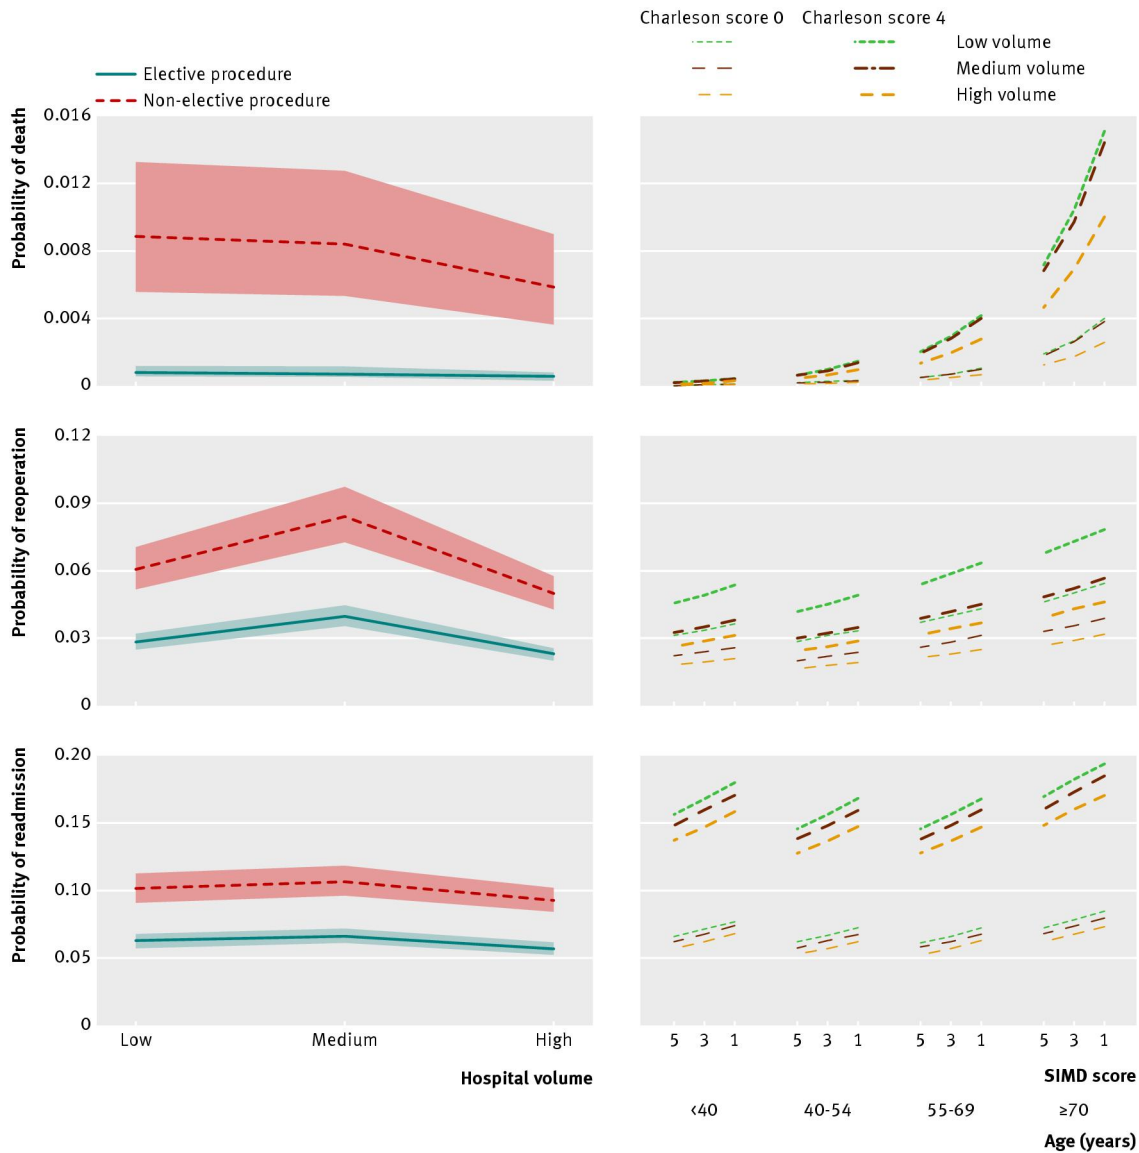 Charleson score 0 Charleson score 4
Low volume
Medium volume
High volume
Elective procedure
Non-elective procedure
Probability of death
0.016
0.012
0.008
0.004
0
Probability of reoperation
0.12
0.09
0.06
0.03
0
Probability of readmission
0.20
0.15
0.10
0.05
0
Low Medium High
Hospital volume
5 3 1 5 3 1 5 3 1 5 3 1
SIMD score
<40 40-54 55-69 ≥70
Age (years)